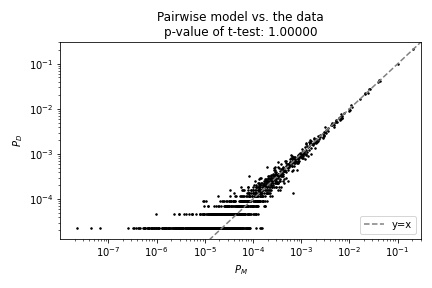 Pairwise model vs. the data
p-value of t-test: 1.00000
P_D
10^{-1}
10^{-2}
10^{-3}
10^{-4}
y=x
10^{-7} 10^{-6} 10^{-5} 10^{-4} 10^{-3} 10^{-2} 10^{-1}
P_M